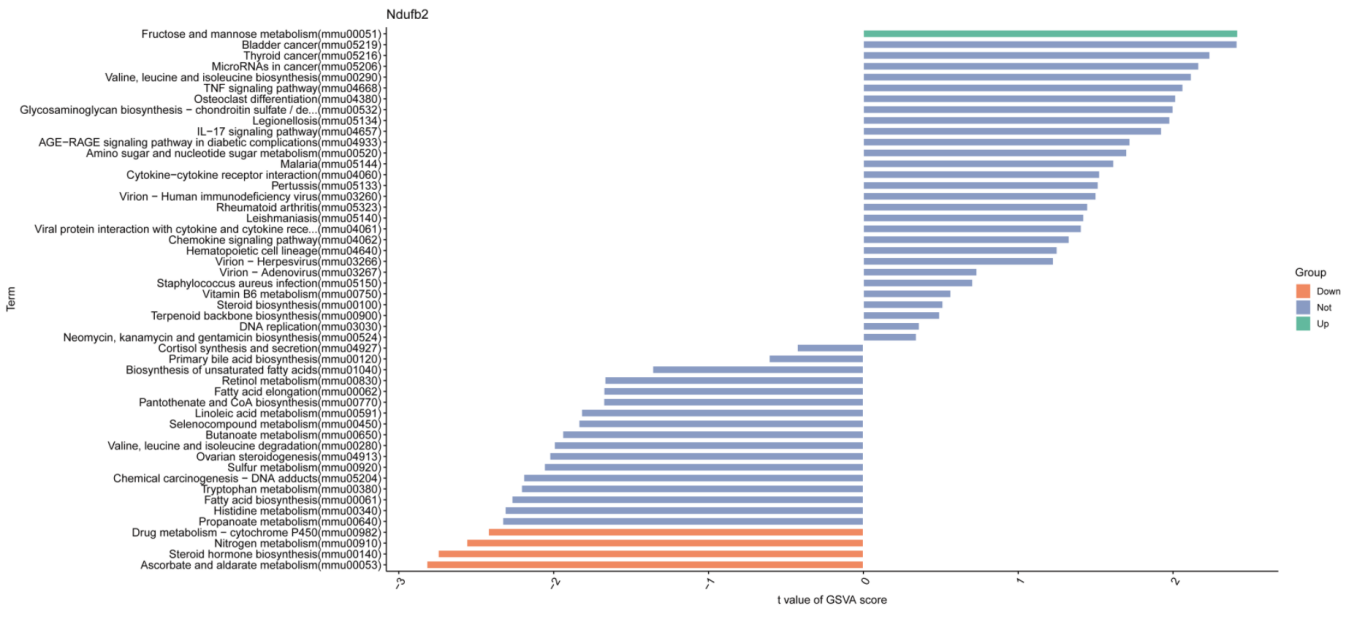 Ndufb2
Fructose and mannose metabolism(mmu00051)
Bladder cancer(mmu05219)
Thyroid cancer(mmu05216)
MicroRNAs in cancer(mmu05206)
Valine, leucine and isoleucine biosynthesis(mmu00290)
TNF signaling pathway(mmu04668)
Osteoclast differentiation(mmu04380)
Glycosaminoglycan biosynthesis − chondroitin sulfate / de...(mmu00532)
Legionellosis(mmu05134)
IL−17 signaling pathway(mmu04657)
AGE−RAGE signaling pathway in diabetic complications(mmu04933)
Amino sugar and nucleotide sugar metabolism(mmu00520)
Malaria(mmu05144)
Cytokine−cytokine receptor interaction(mmu04060)
Pertussis(mmu05133)
Virion − Human immunodeficiency virus(mmu03260)
Rheumatoid arthritis(mmu05323)
Leishmaniasis(mmu05140)
Viral protein interaction with cytokine and cytokine rece...(mmu04061)
Chemokine signaling pathway(mmu04062)
Hematopoietic cell lineage(mmu04640)
Virion − Herpesvirus(mmu03266)
Virion − Adenovirus(mmu03267)
Staphylococcus aureus infection(mmu05150)
Vitamin B6 metabolism(mmu00750)
Steroid biosynthesis(mmu00100)
Terpenoid backbone biosynthesis(mmu00900)
DNA replication(mmu03030)
Neomycin, kanamycin and gentamicin biosynthesis(mmu00524)
Cortisol synthesis and secretion(mmu04927)
Primary bile acid biosynthesis(mmu00120)
Biosynthesis of unsaturated fatty acids(mmu01040)
Retinol metabolism(mmu00830)
Fatty acid elongation(mmu00062)
Pantothenate and CoA biosynthesis(mmu00770)
Linoleic acid metabolism(mmu00591)
Selenocompound metabolism(mmu00450)
Butanoate metabolism(mmu00650)
Valine, leucine and isoleucine degradation(mmu00280)
Ovarian steroidogenesis(mmu04913)
Sulfur metabolism(mmu00920)
Chemical carcinogenesis − DNA adducts(mmu05204)
Tryptophan metabolism(mmu00380)
Fatty acid biosynthesis(mmu00061)
Histidine metabolism(mmu00340)
Propanoate metabolism(mmu00640)
Drug metabolism − cytochrome P450(mmu00982)
Nitrogen metabolism(mmu00910)
Steroid hormone biosynthesis(mmu00140)
Ascorbate and aldarate metabolism(mmu00053)
Term
−3 −2 −1 0 1 2
t value of GSVA score
Group
Down
Not
Up